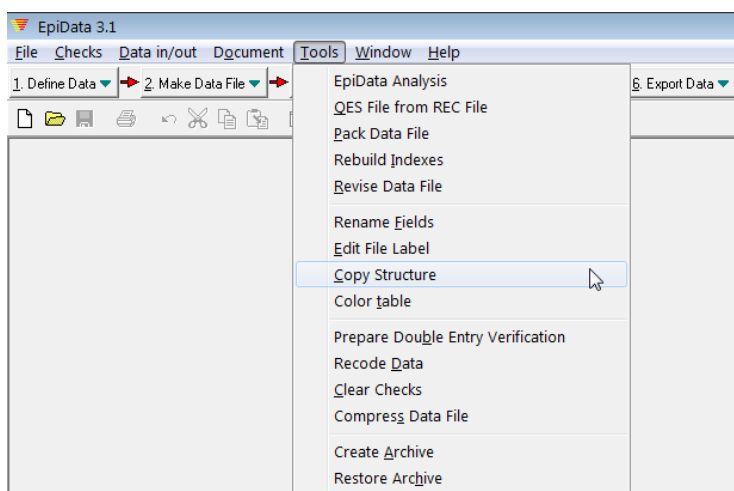 EpiData 3.1
File Checks Data in/out Document Tools Window Help
1. Define Data 2. Make Data File 6. Export Data
EpiData Analysis
QES File from REC File
Pack Data File
Rebuild Indexes
Revise Data File
Rename Fields
Edit File Label
Copy Structure
Color table
Prepare Double Entry Verification
Recode Data
Clear Checks
Compress Data File
Create Archive
Restore Archive